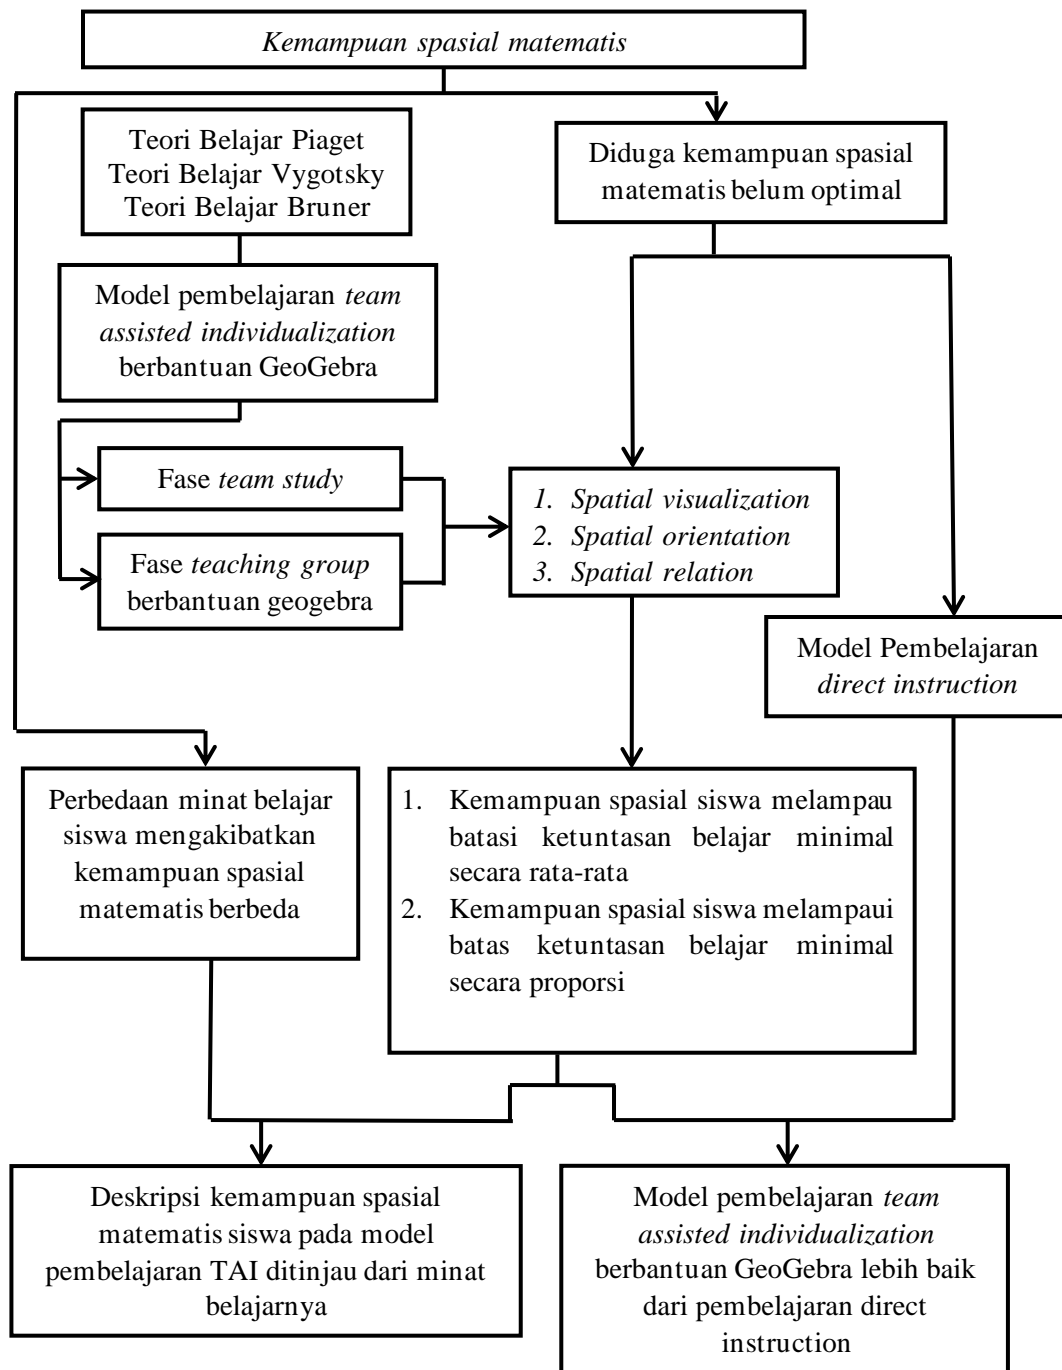 Kemampuan spasial matematis
Teori Belajar Piaget
Teori Belajar Vygotsky
Teori Belajar Bruner
Diduga kemampuan spasial
matematis belum optimal
Model pembelajaran team
assisted individualization
berbantuan GeoGebra
Fase team study
Fase teaching group
berbantuan geogebra
1. Spatial visualization
2. Spatial orientation
3. Spatial relation
Model Pembelajaran
direct instruction
Perbedaan minat belajar
siswa mengakibatkan
kemampuan spasial
matematis berbeda
1. Kemampuan spasial siswa melampau
batasi ketuntasan belajar minimal
secara rata-rata
2. Kemampuan spasial siswa melampaui
batas ketuntasan belajar minimal
secara proporsi
Deskripsi kemampuan spasial
matematis siswa pada model
pembelajaran TAI ditinjau dari minat
belajarnya
Model pembelajaran team
assisted individualization
berbantuan GeoGebra lebih baik
dari pembelajaran direct
instruction